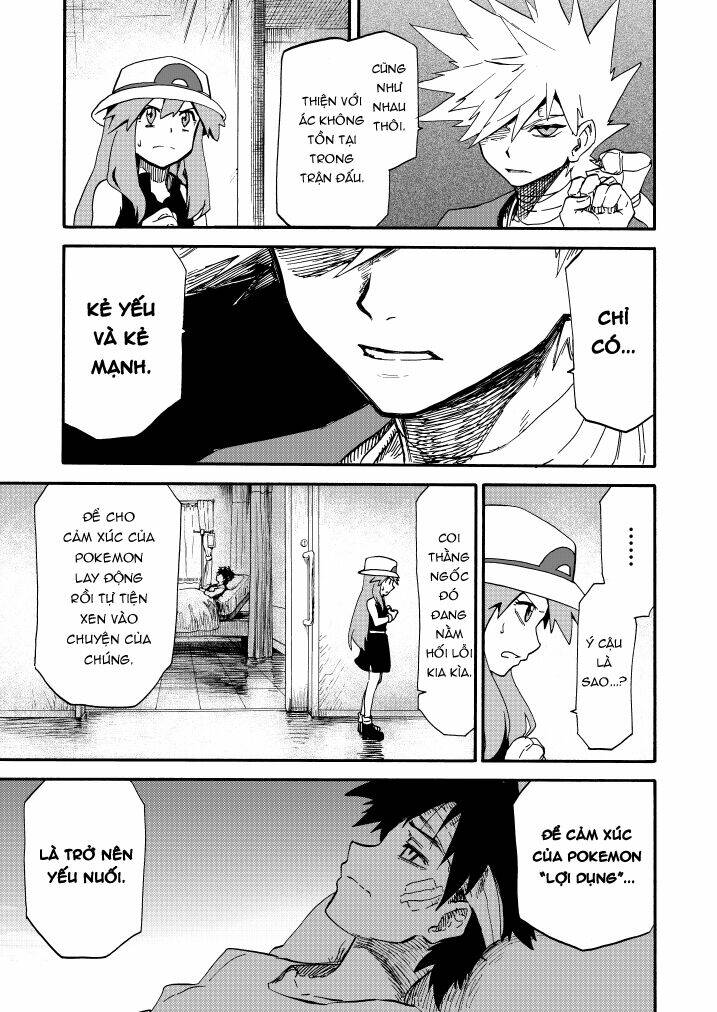 CŨNG
NHƯ
NHAU
THÔI.
THIỆN VỚI
ÁC KHÔNG
TỒN TẠI
TRONG
TRẬN ĐẤU.
CHỈ
CÓ...
KẺ YẾU
VÀ KẺ
MẠNH.
......
Ý CẬU
LÀ
SAO...?
COI
THẰNG
NGỐC
ĐÓ
ĐANG
NẰM
HỐI LỖI
KIA KÌA.
ĐỂ CHO
CẢM XÚC CỦA
POKEMON
LAY ĐỘNG
RỒI TỰ TIỆN
XEN VÀO
CHUYỆN CỦA
CHÚNG.
ĐỂ CẢM XÚC
CỦA POKEMON
"LỢI DỤNG"...
LÀ TRỞ NÊN
YẾU NUỐI.